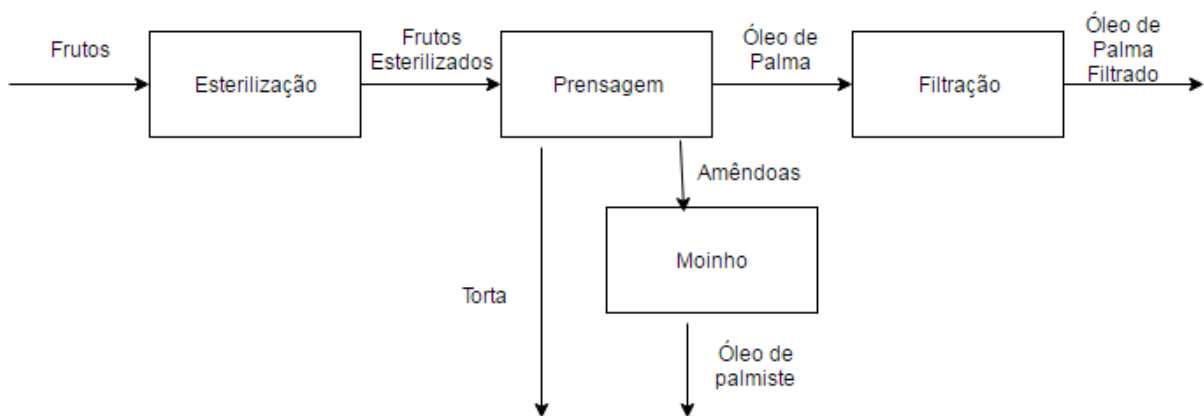 Frutos
Esterilização
Frutos
Esterilizados
Prensagem
Óleo de
Palma
Filtração
Óleo de
Palma
Filtrado
Amêndoas
Moinho
Torta
Óleo de
palmiste